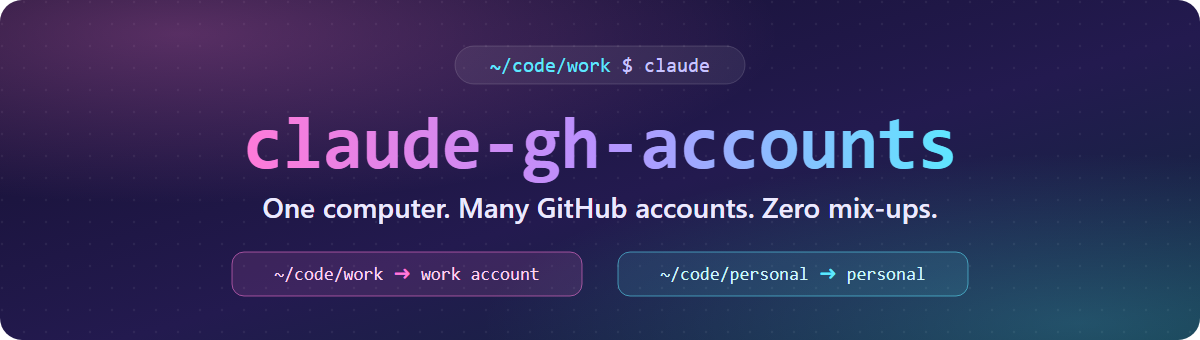 ~/code/work $ claude
claude-gh-accounts
One computer. Many GitHub accounts. Zero mix-ups.
~/code/work → work account
~/code/personal → personal